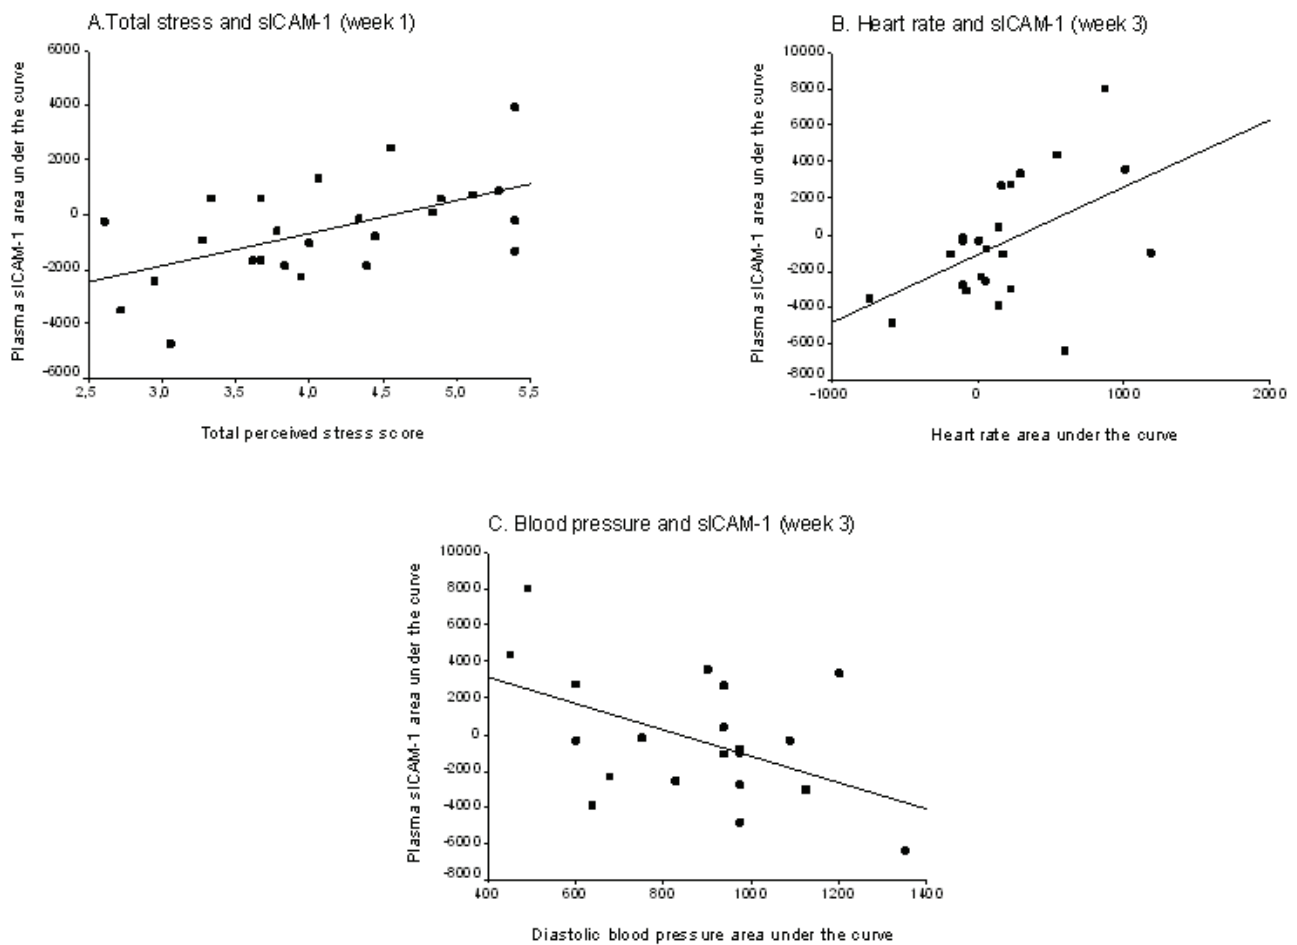 A.Total stress and sICAM-1 (week 1)
Plasma sICAM-1 area under the curve
6000
4000
2000
0
-2000
-4000
-6000
2,5 3,0 3,5 4,0 4,5 5,0 5,5
Total perceived stress score
B. Heart rate and sICAM-1 (week 3)
Plasma sICAM-1 area under the curve
10000
8000
6000
4000
2000
0
-2000
-4000
-6000
-8000
-1000 0 1000 2000
Heart rate area under the curve
C. Blood pressure and sICAM-1 (week 3)
Plasma sICAM-1 area under the curve
10000
8000
6000
4000
2000
0
-2000
-4000
-6000
-8000
400 600 800 1000 1200 1400
Diastolic blood pressure area under the curve